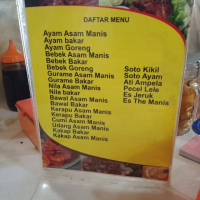 DAFTAR MENU
Ayam Asam Manis
Ayam bakar
Ayam Goreng
Bebek Asam Manis
Bebek Bakar
Bebek Goreng
Gurame Asam Manis
Gurame Bakar
Nila Asam Manis
Nila bakar
Bawal Asam Manis
Bawal Bakar
Kerapu Asam Manis
Kerapu Bakar
Cumi Asam Manis
Udang Asam Manis
Kakap Asam Manis
Kakap Bakar
Soto Kikil
Soto Ayam
Ati Ampela
Pecel Lele
Es Jeruk
Es The Manis